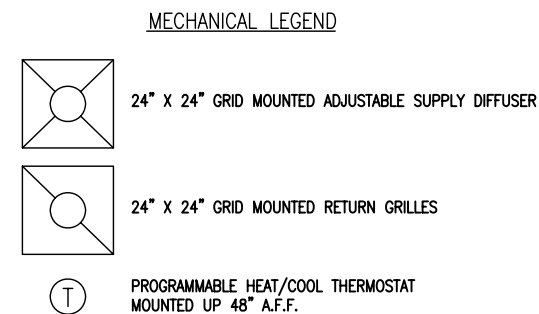 MECHANICAL LEGEND
24" X 24" GRID MOUNTED ADJUSTABLE SUPPLY DIFFUSER
24" X 24" GRID MOUNTED RETURN GRILLES
T
PROGRAMMABLE HEAT/COOL THERMOSTAT
MOUNTED UP 48" A.F.F.